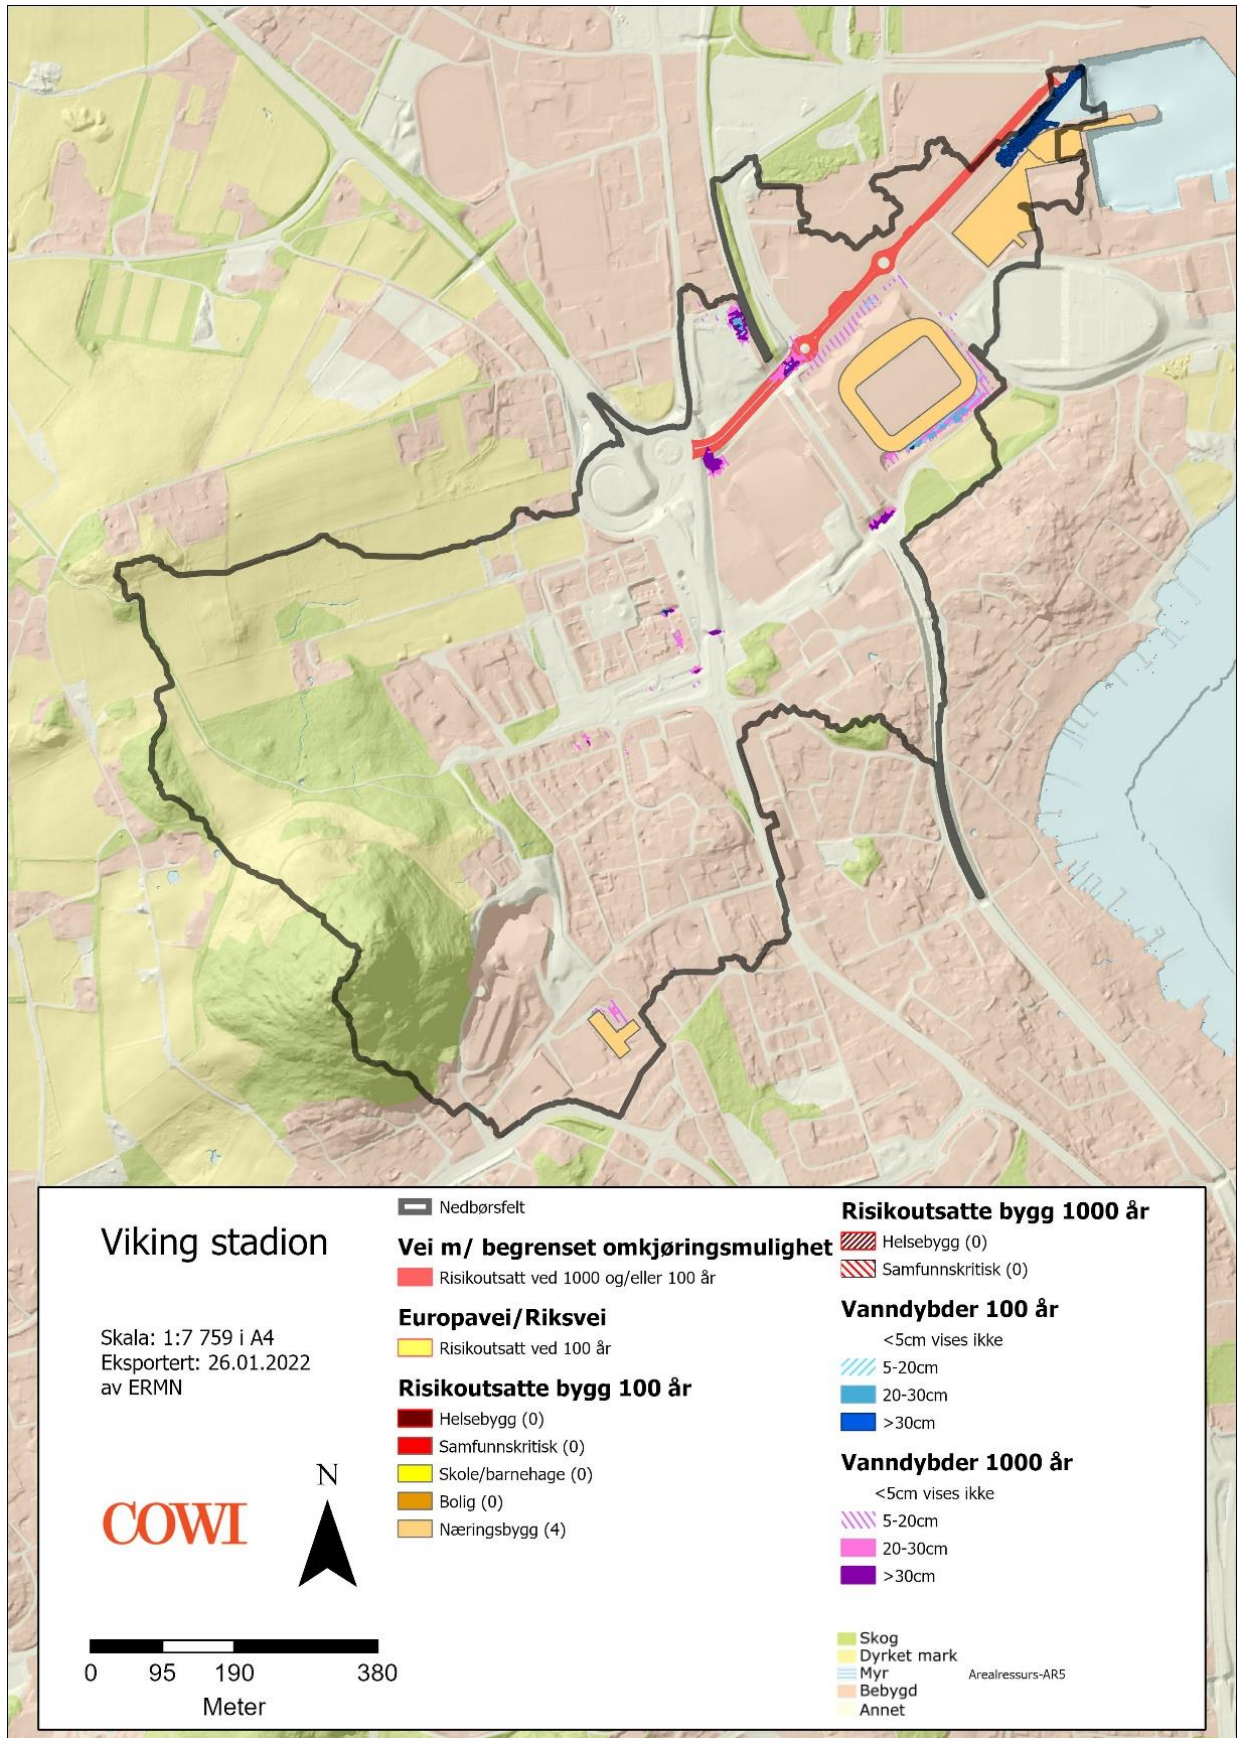 Viking stadion
Skala: 1:7 759 i A4
Eksportert: 26.01.2022
av ERMN
COWI
N
0 95 190 380
Meter
Nedbørsfelt
Vei m/ begrenset omkjøringsmulighet
Risikoutsatt ved 1000 og/eller 100 år
Europavei/Riksvei
Risikoutsatt ved 100 år
Risikoutsatte bygg 100 år
Helsebygg (0)
Samfunnskritisk (0)
Skole/barnehage (0)
Bolig (0)
Næringsbygg (4)
Risikoutsatte bygg 1000 år
Helsebygg (0)
Samfunnskritisk (0)
Vanndybder 100 år
<5cm vises ikke
5-20cm
20-30cm
>30cm
Vanndybder 1000 år
<5cm vises ikke
5-20cm
20-30cm
>30cm
Skog
Dyrket mark
Myr
Bebygd
Annet
Arealressurs-AR5